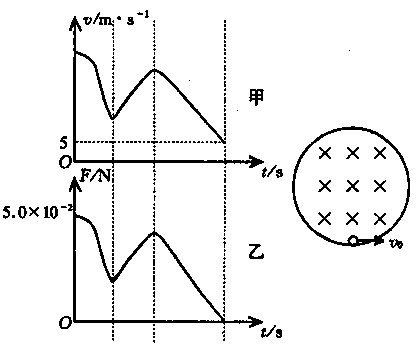 v/m·s⁻¹
甲
5
O
t/s
F/N
5.0×10⁻²
乙
O
t/s
× × ×
× × ×
× × ×
v₀